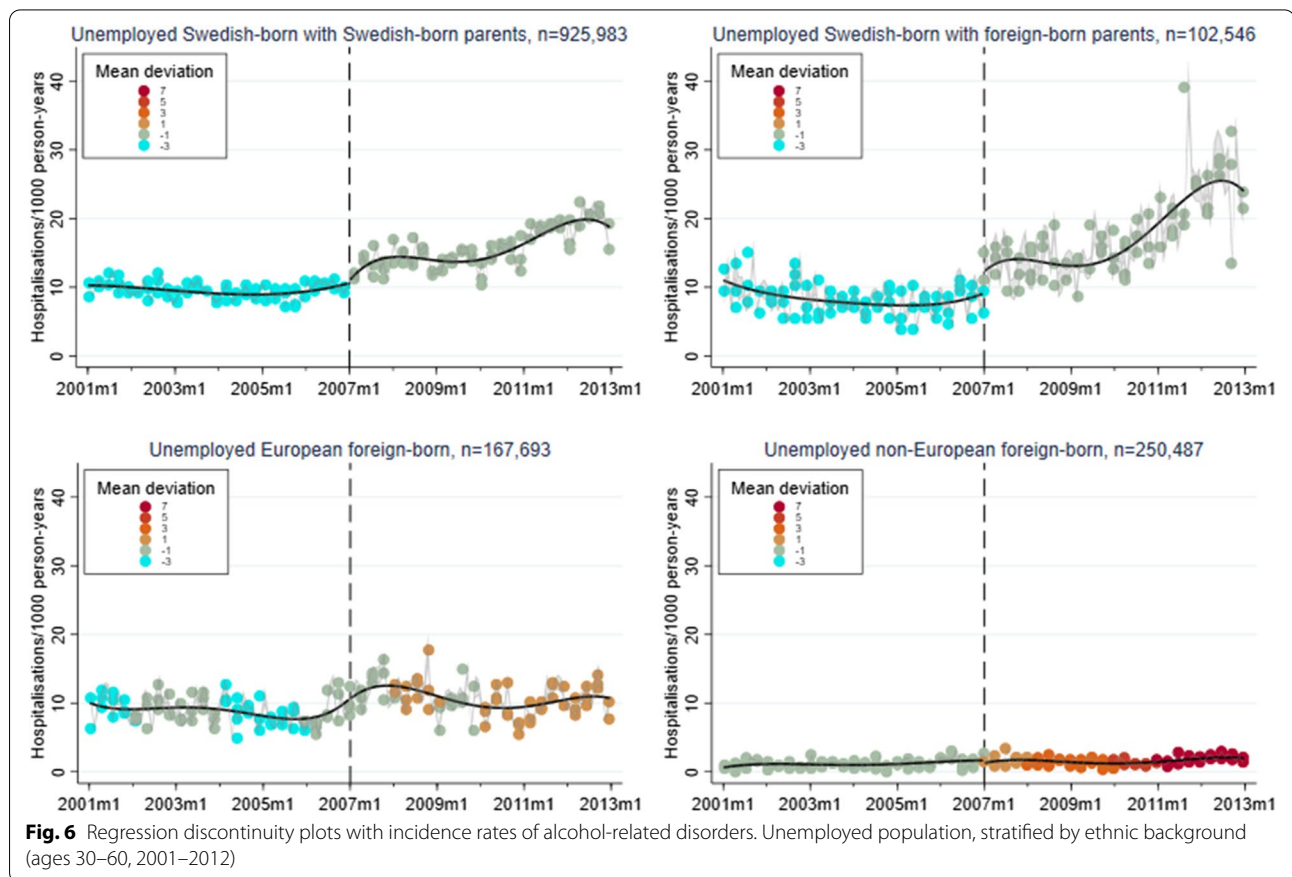 Unemployed Swedish-born with Swedish-born parents, n=925,983
Mean deviation
7
5
3
1
-1
-3
Hospitalisations/1000 person-years
40
30
20
10
0
2001m1 2003m1 2005m1 2007m1 2009m1 2011m1 2013m1
Unemployed Swedish-born with foreign-born parents, n=102,546
Mean deviation
7
5
3
1
-1
-3
Hospitalisations/1000 person-years
40
30
20
10
0
2001m1 2003m1 2005m1 2007m1 2009m1 2011m1 2013m1
Unemployed European foreign-born, n=167,693
Mean deviation
7
5
3
1
-1
-3
Hospitalisations/1000 person-years
40
30
20
10
0
2001m1 2003m1 2005m1 2007m1 2009m1 2011m1 2013m1
Unemployed non-European foreign-born, n=250,487
Mean deviation
7
5
3
1
-1
-3
Hospitalisations/1000 person-years
40
30
20
10
0
2001m1 2003m1 2005m1 2007m1 2009m1 2011m1 2013m1
Fig. 6 Regression discontinuity plots with incidence rates of alcohol-related disorders. Unemployed population, stratified by ethnic background
(ages 30–60, 2001–2012)